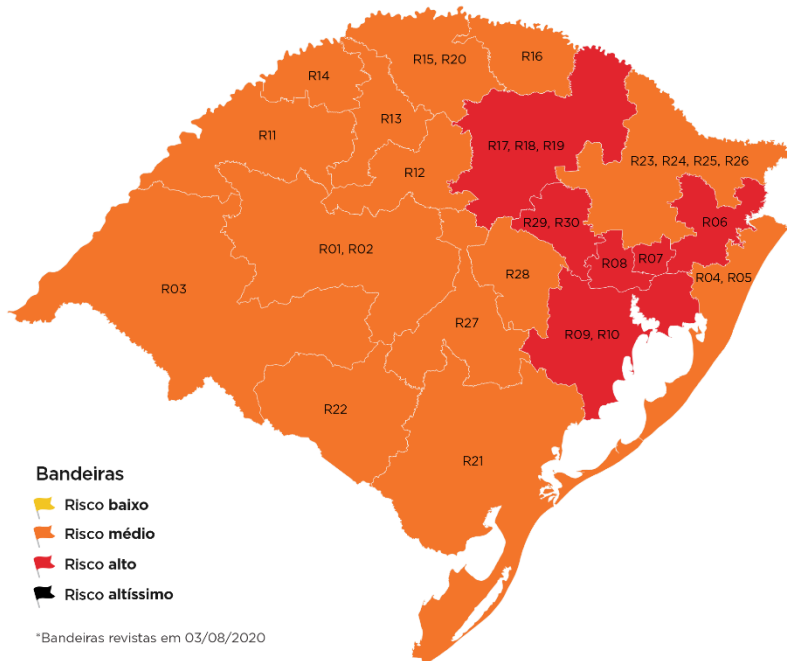 R15, R20
R16
R14
R13
R11
R17, R18, R19
R23, R24, R25, R26
R12
R29, R30
R06
R01, R02
R07
R08
R28
R04, R05
R03
R27
R09, R10
R22
R21
Bandeiras
Risco baixo
Risco médio
Risco alto
Risco altíssimo
*Bandeiras revistas em 03/08/2020